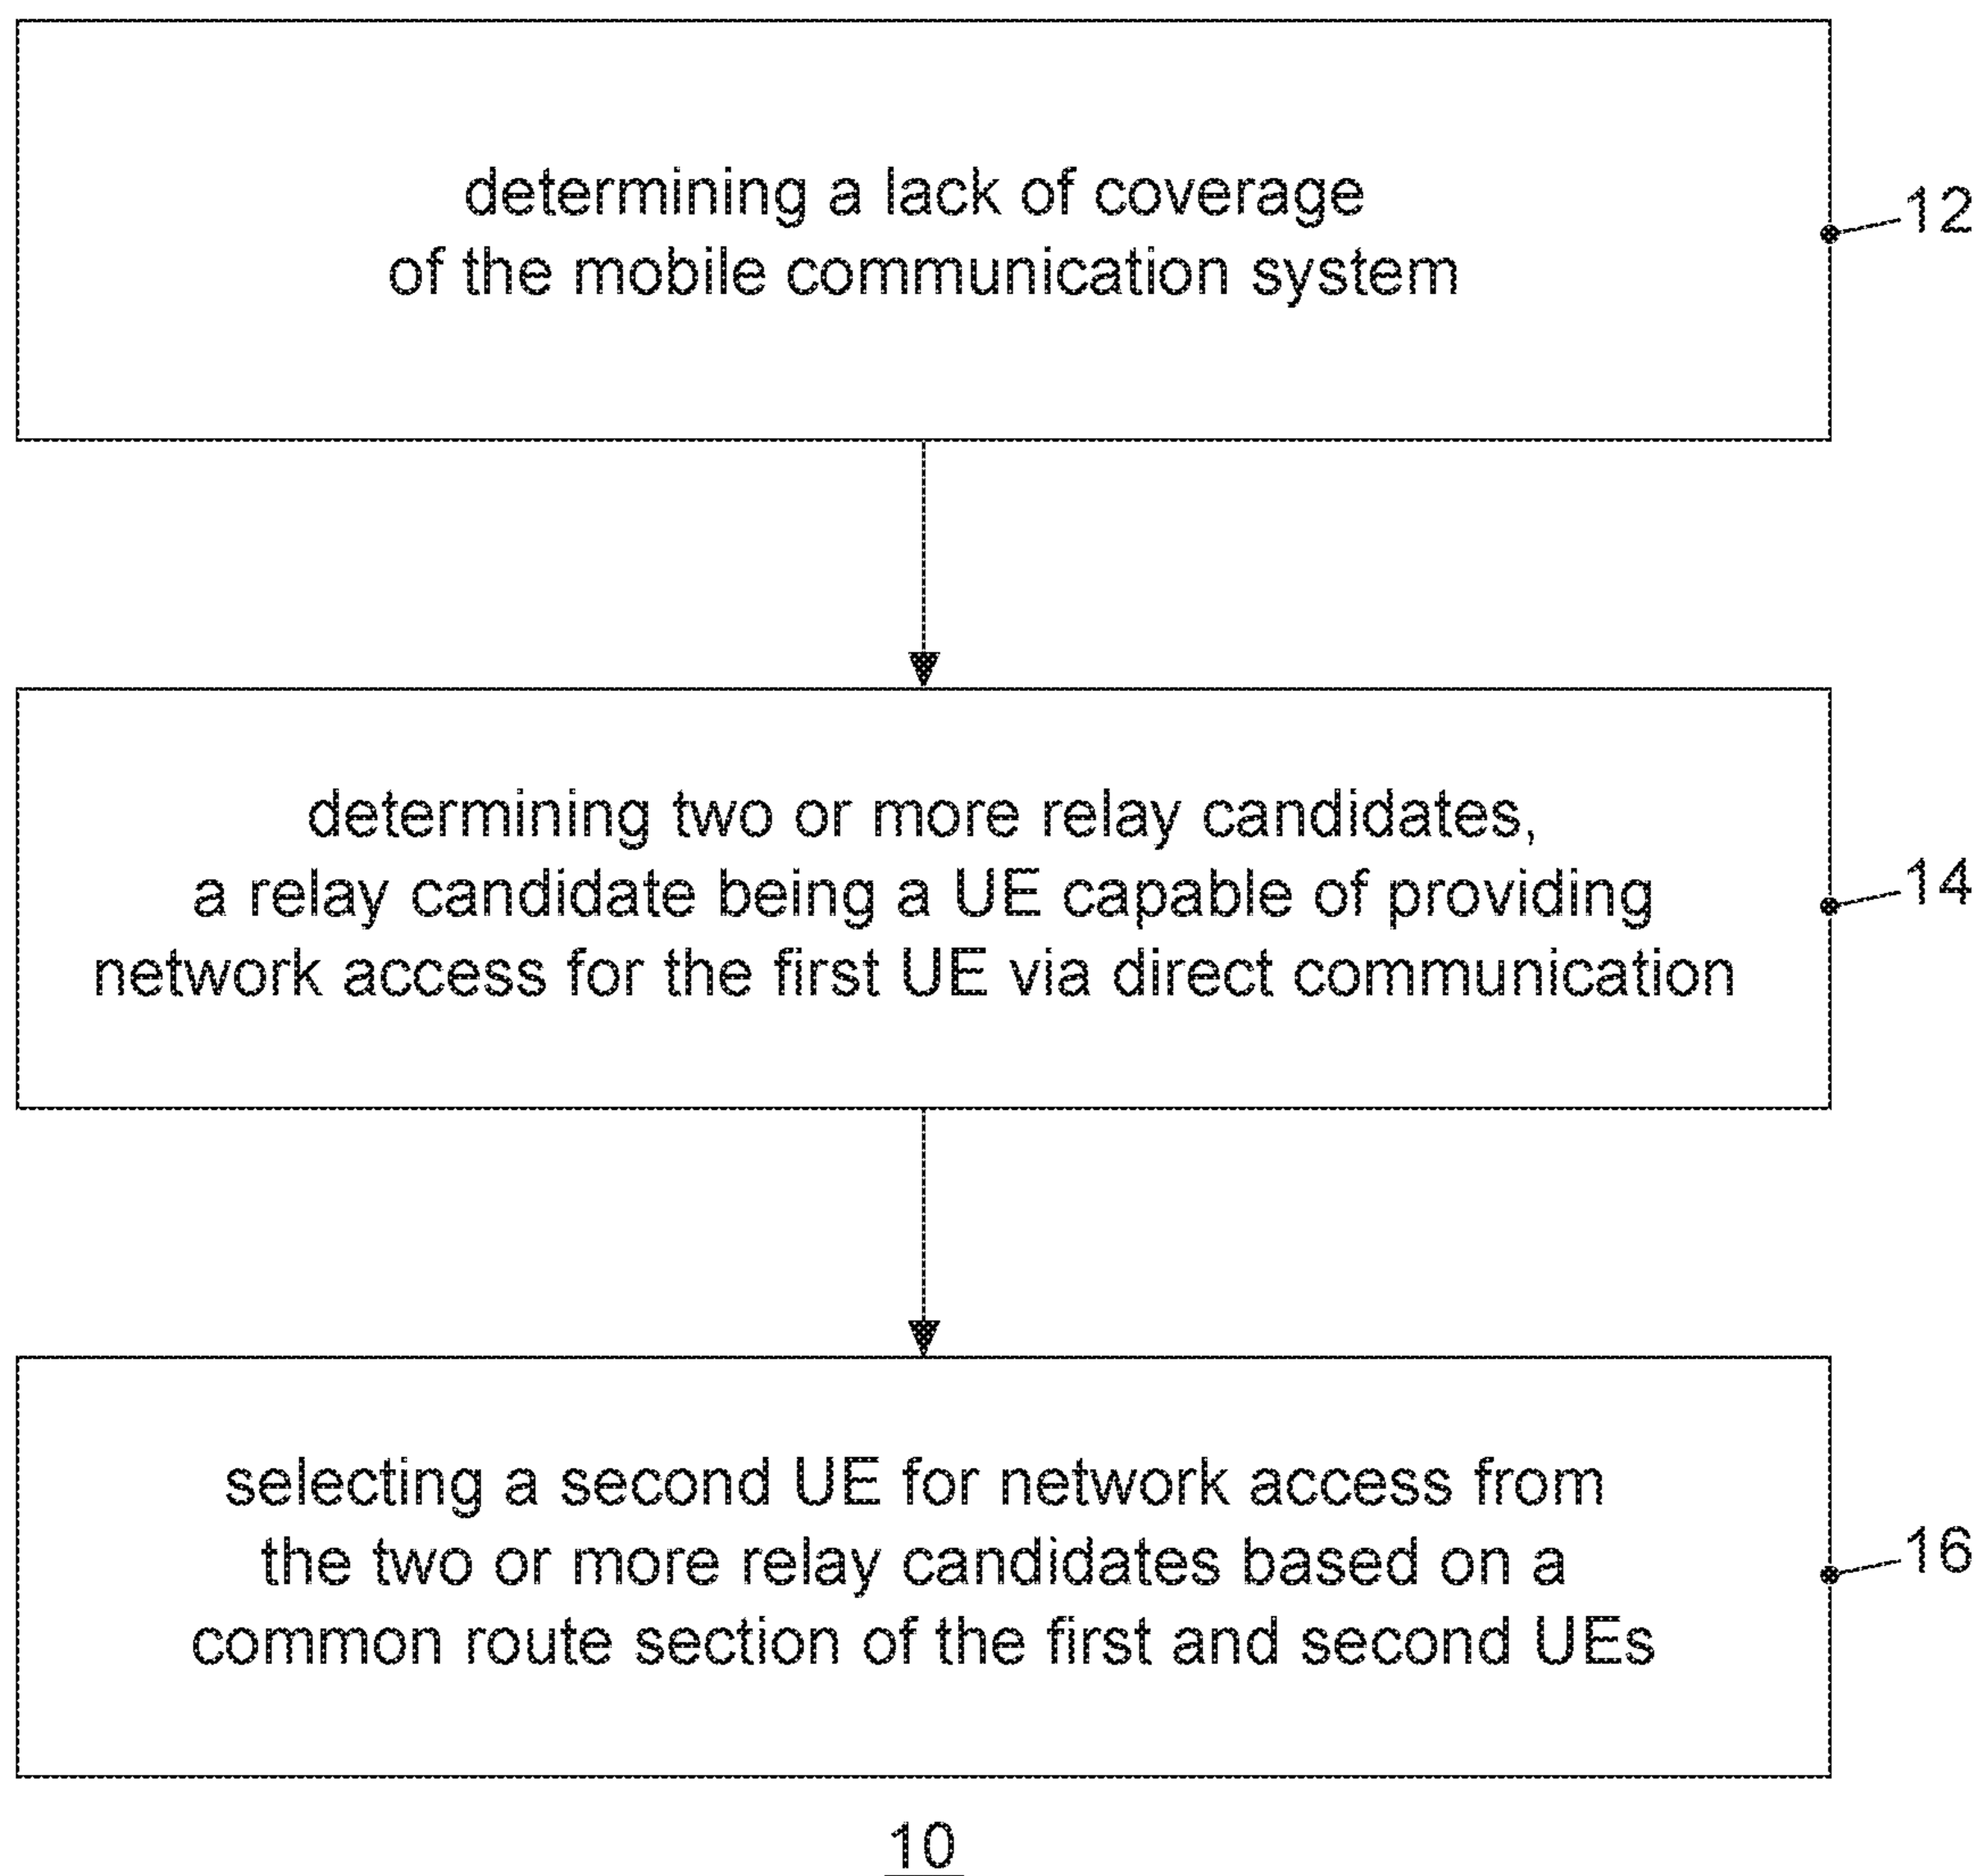 determining a lack of coverage
of the mobile communication system
12
determining two or more relay candidates,
a relay candidate being a UE capable of providing
network access for the first UE via direct communication
14
selecting a second UE for network access from
the two or more relay candidates based on a
common route section of the first and second UEs
16
10